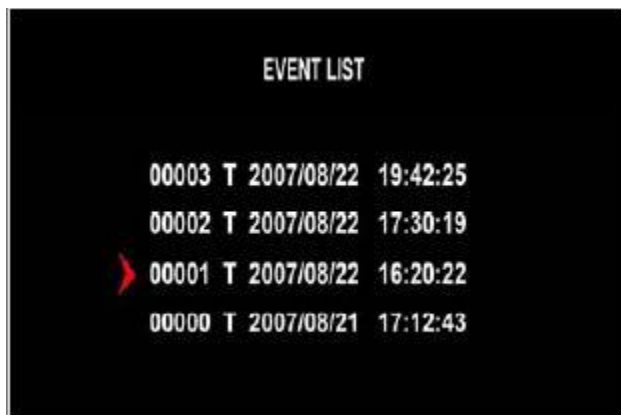 EVENT LIST
00003 T 2007/08/22 19:42:25
00002 T 2007/08/22 17:30:19
00001 T 2007/08/22 16:20:22
00000 T 2007/08/21 17:12:43